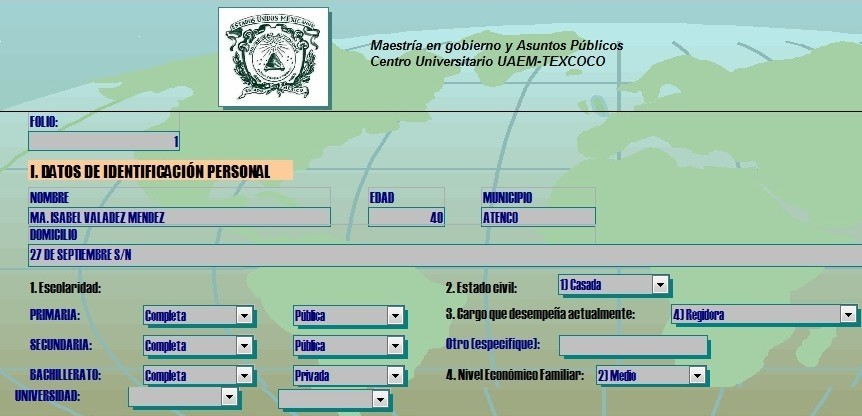 ESTADOS UNIDOS MEXICANOS
Maestría en gobierno y Asuntos Públicos
Centro Universitario UAEM-TEXCOCO
FOLIO:
1
I. DATOS DE IDENTIFICACIÓN PERSONAL
NOMBRE EDAD MUNICIPIO
MA. ISABEL VALADEZ MENDEZ 40 ATENCO
DOMICILIO
27 DE SEPTIEMBRE S/N
1. Escolaridad: 2. Estado civil: 1) Casada
PRIMARIA: Completa Pública 3. Cargo que desempeña actualmente: 4) Regidora
SECUNDARIA: Completa Pública Otro (especifique):
BACHILLERATO: Completa Privada 4. Nivel Económico Familiar: 2) Medio
UNIVERSIDAD: